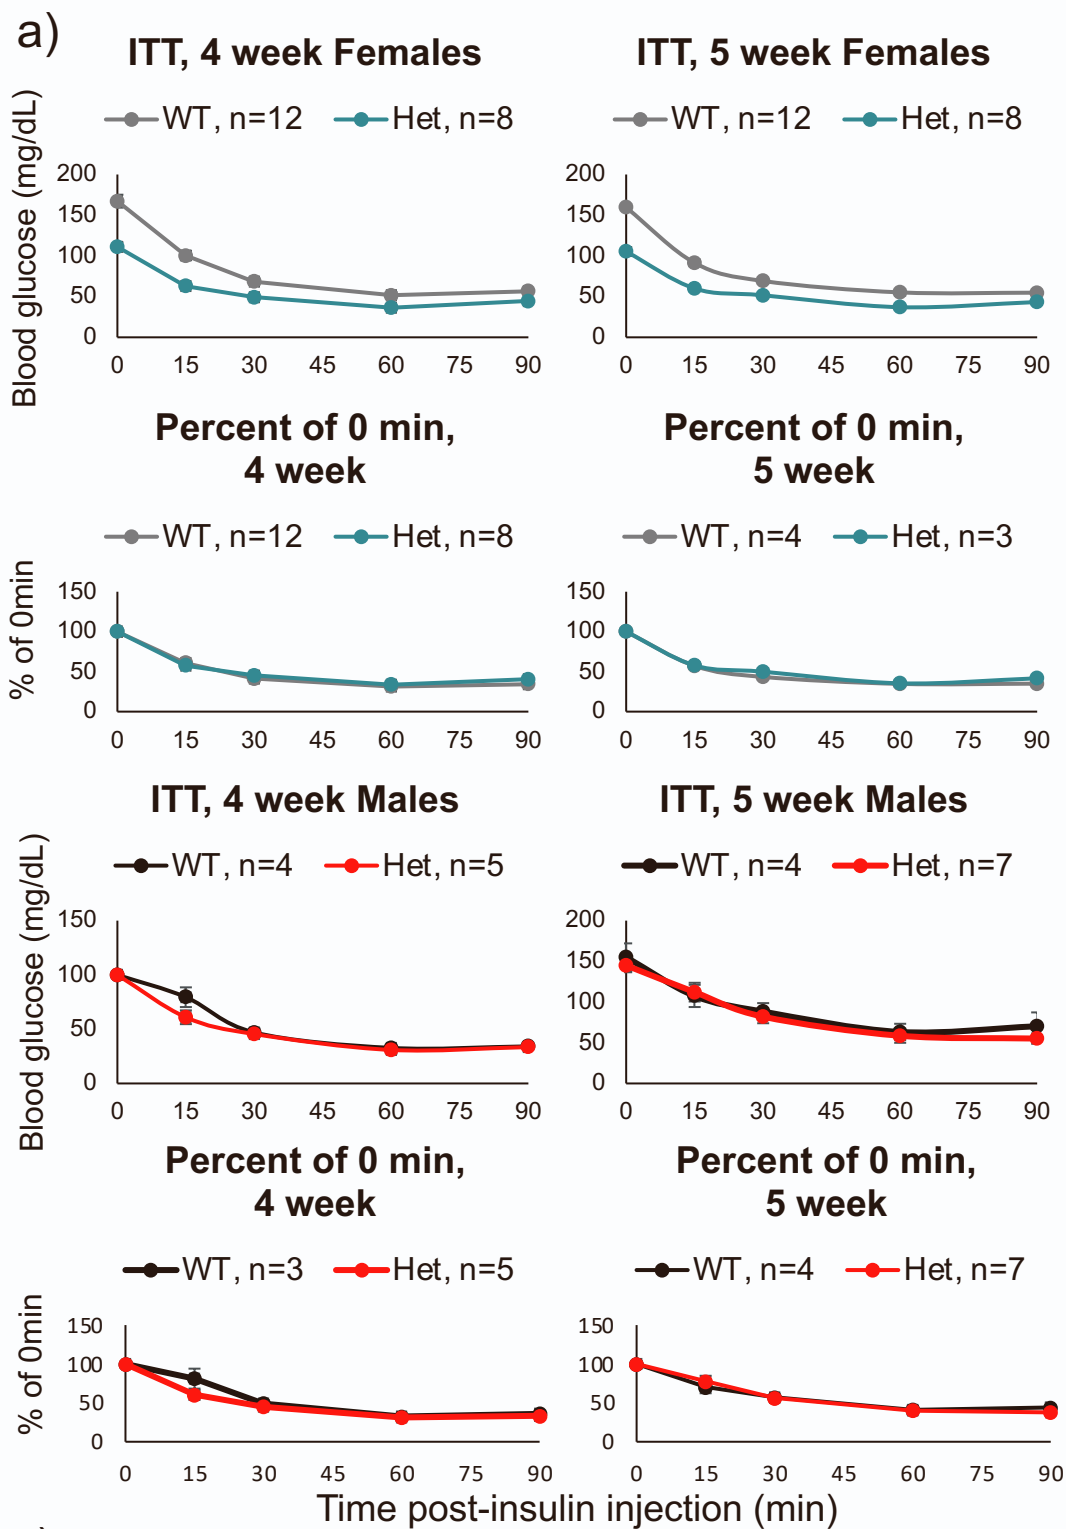 a)
ITT, 4 week Females
WT, n=12 Het, n=8
Blood glucose (mg/dL)
200
150
100
50
0
0 15 30 45 60 75 90
ITT, 5 week Females
WT, n=12 Het, n=8
200
150
100
50
0
0 15 30 45 60 75 90
Percent of 0 min,
4 week
WT, n=12 Het, n=8
% of 0min
150
100
50
0
0 15 30 45 60 75 90
Percent of 0 min,
5 week
WT, n=4 Het, n=3
150
100
50
0
0 15 30 45 60 75 90
ITT, 4 week Males
WT, n=4 Het, n=5
Blood glucose (mg/dL)
150
100
50
0
0 15 30 45 60 75 90
ITT, 5 week Males
WT, n=4 Het, n=7
200
150
100
50
0
0 15 30 45 60 75 90
Percent of 0 min,
4 week
WT, n=3 Het, n=5
% of 0min
150
100
50
0
0 15 30 45 60 75 90
Percent of 0 min,
5 week
WT, n=4 Het, n=7
150
100
50
0
0 15 30 45 60 75 90
Time post-insulin injection (min)